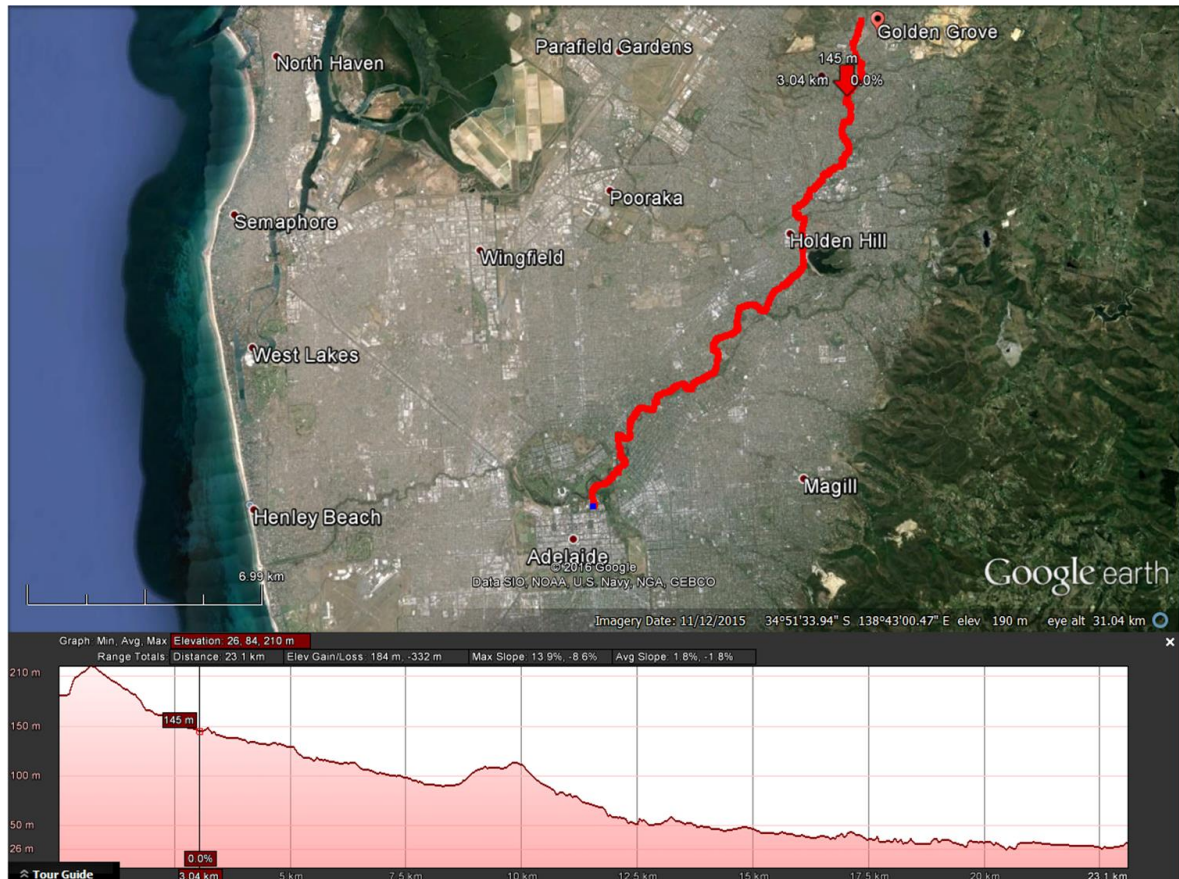 Golden Grove
Parafield Gardens
North Haven
145 m
3.04 km 0.0%
Pooraka
Semaphore
Holden Hill
Wingfield
West Lakes
Magill
Henley Beach
Adelaide
© 2016 Google
6.99 km
Data SIO, NOAA, U.S. Navy, NGA, GEBCO
Google earth
Imagery Date: 11/12/2015 34°51'33.94" S 138°43'00.47" E elev 190 m eye alt 31.04 km
Graph: Min, Avg, Max Elevation: 26, 84, 210 m
Range Totals: Distance: 23.1 km Elev Gain/Loss: 184 m, -332 m Max Slope: 13.9%, -8.6% Avg Slope: 1.8%, -1.8%
210 m
145 m
150 m
100 m
50 m
26 m
0.0%
Tour Guide 3.04 km 5 km 7.5 km 10 km 12.5 km 15 km 17.5 km 20 km 23.1 km